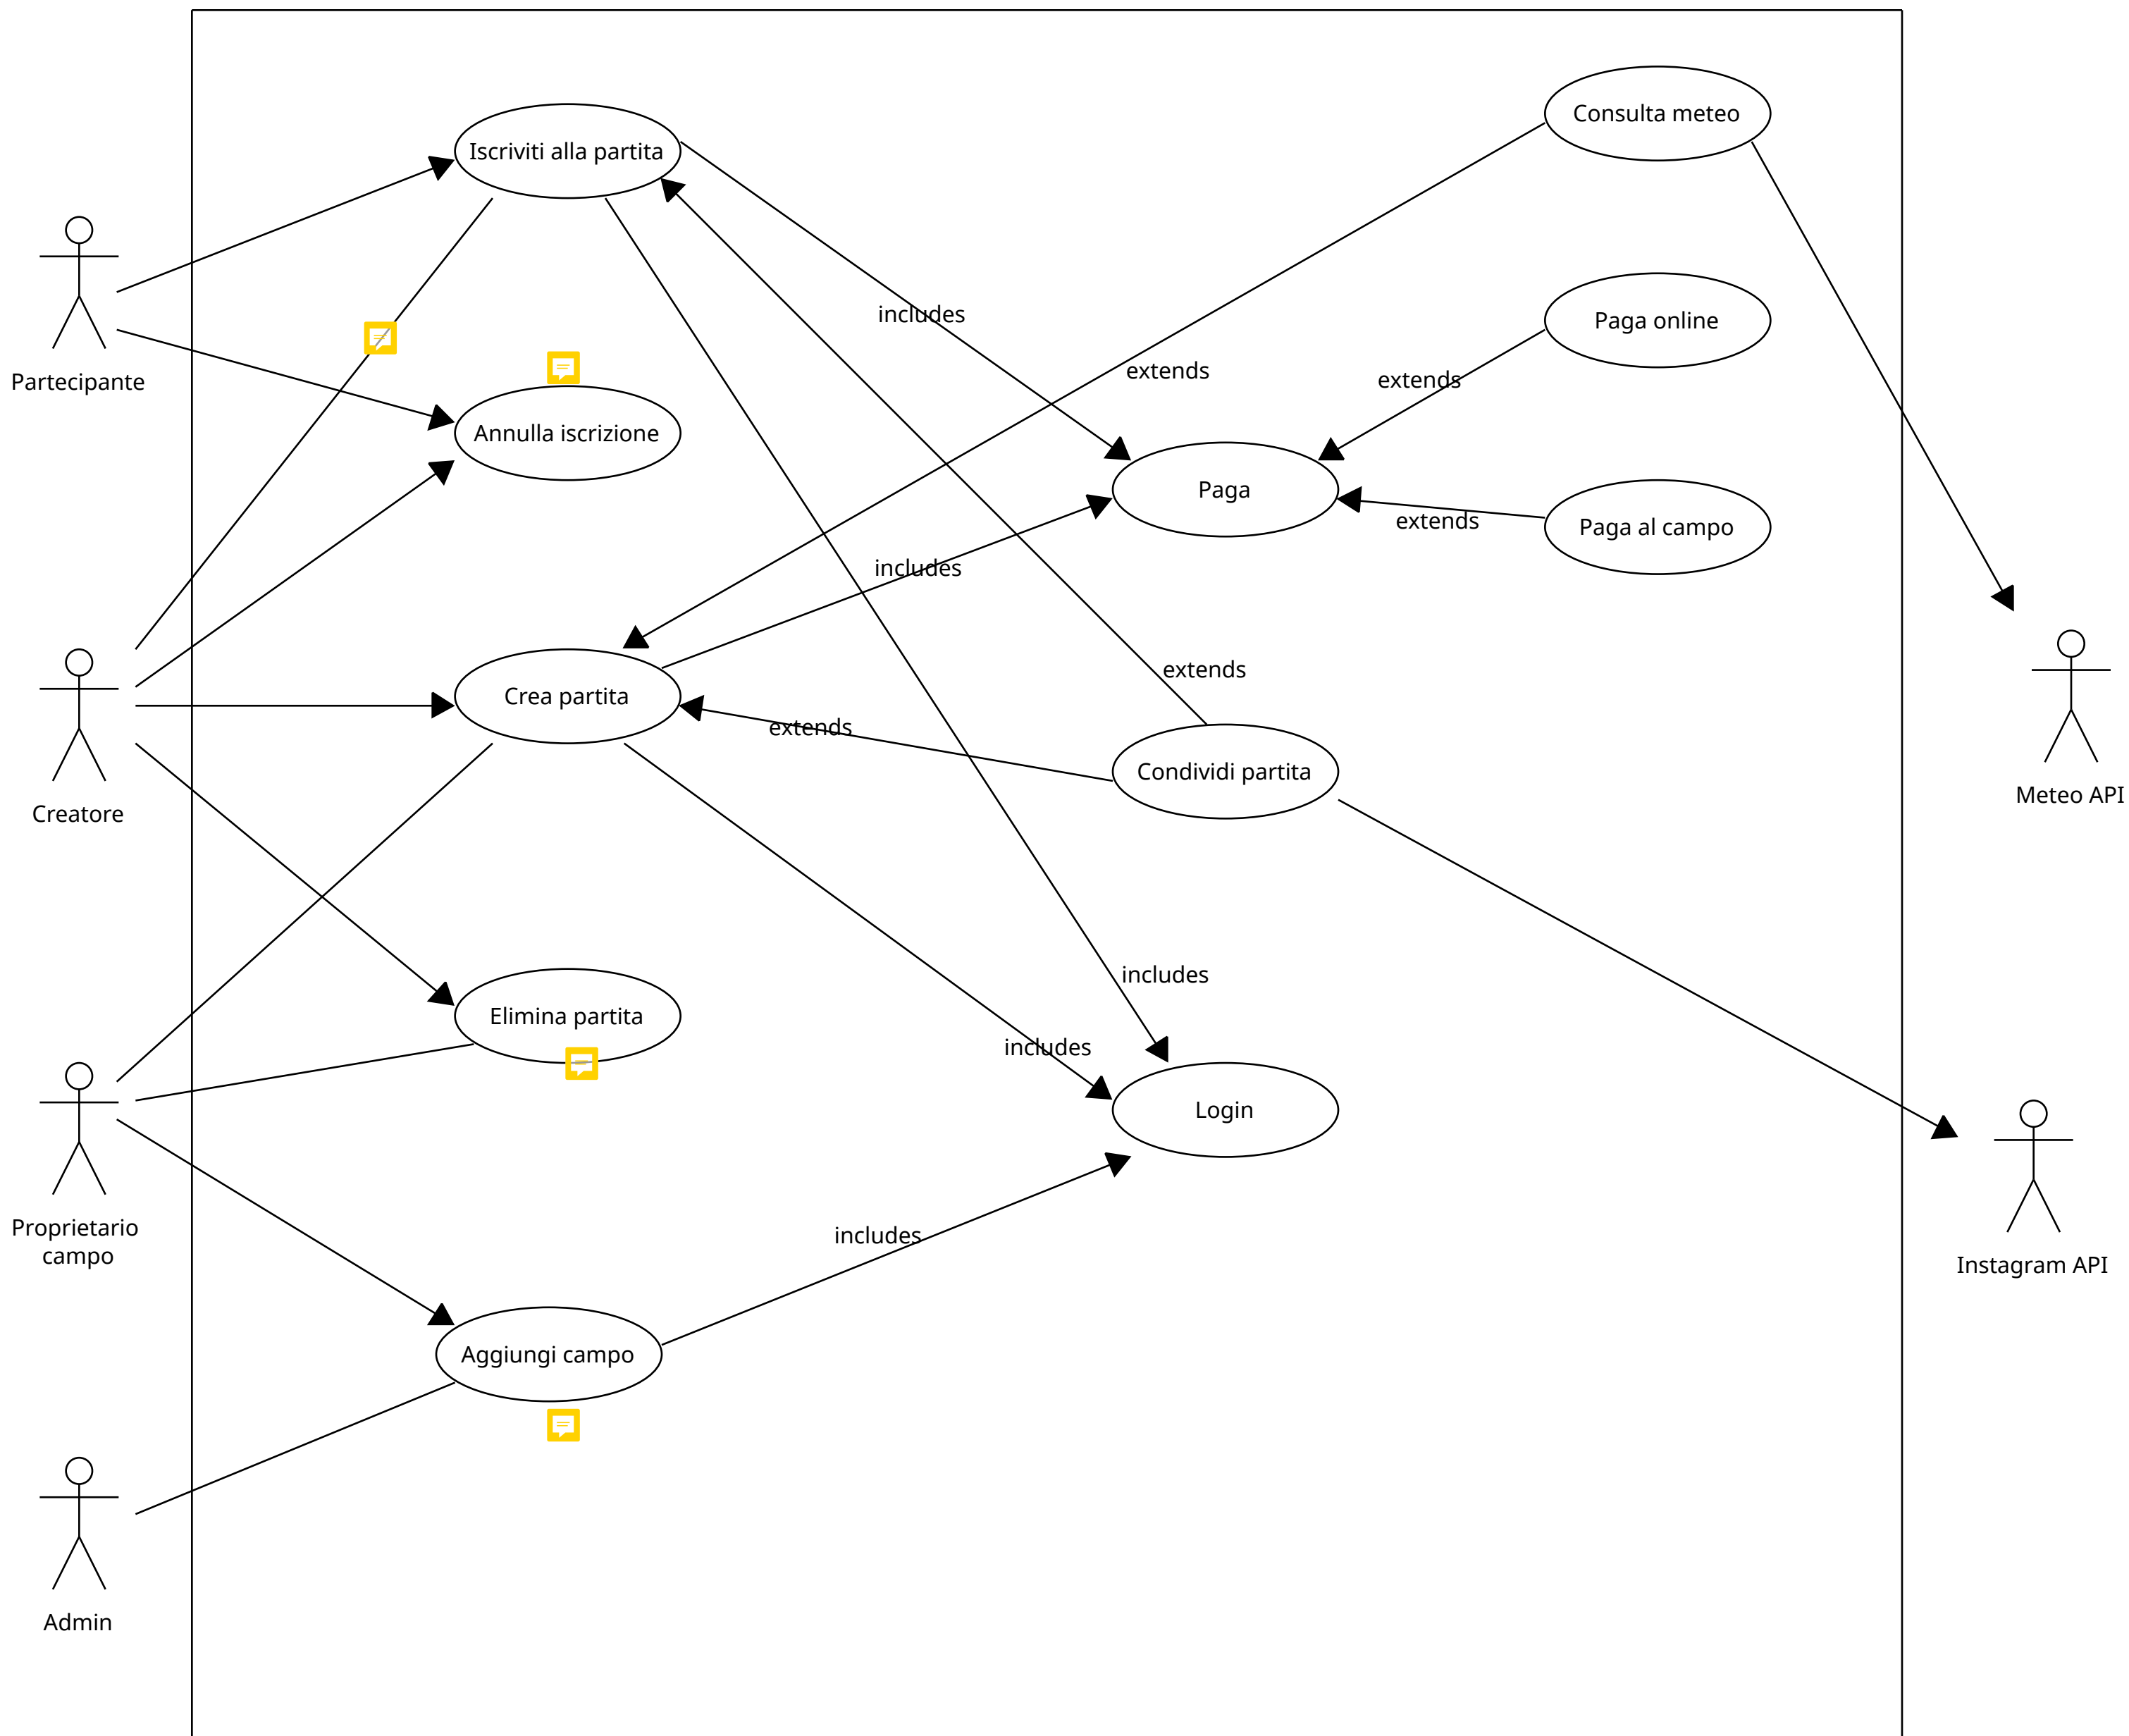 Consulta meteo
Iscriviti alla partita
includes
Paga online
extends
extends
Partecipante
Annulla iscrizione
Paga
extends
Paga al campo
includes
extends
Crea partita
extends
Condividi partita
Meteo API
Creatore
includes
Elimina partita
includes
Login
Proprietario
campo
includes
Instagram API
Aggiungi campo
Admin